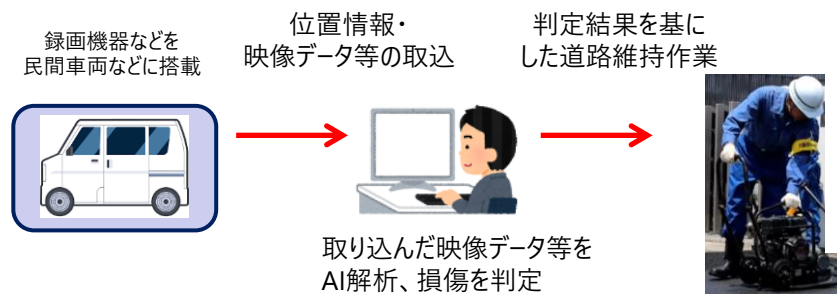 録画機器などを
民間車両などに搭載
位置情報・
映像データ等の取込
判定結果を基に
した道路維持作業
取り込んだ映像データ等を
AI解析、損傷を判定